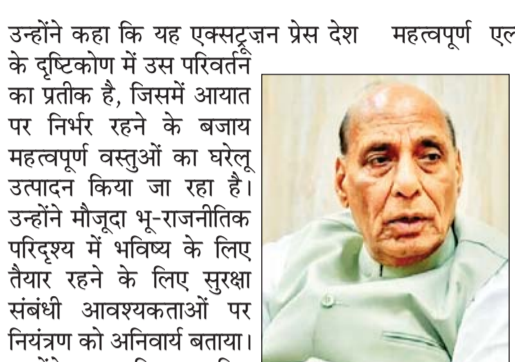 उन्होंने कहा कि यह एक्सट्रूज़न प्रेस देश
के दृष्टिकोण में उस परिवर्तन
का प्रतीक है, जिसमें आयात
पर निर्भर रहने के बजाय
महत्वपूर्ण वस्तुओं का घरेलू
उत्पादन किया जा रहा है।
उन्होंने मौजूदा भू-राजनीतिक
परिदृश्य में भविष्य के लिए
तैयार रहने के लिए सुरक्षा
संबंधी आवश्यकताओं पर
नियंत्रण को अनिवार्य बताया।
महत्वपूर्ण